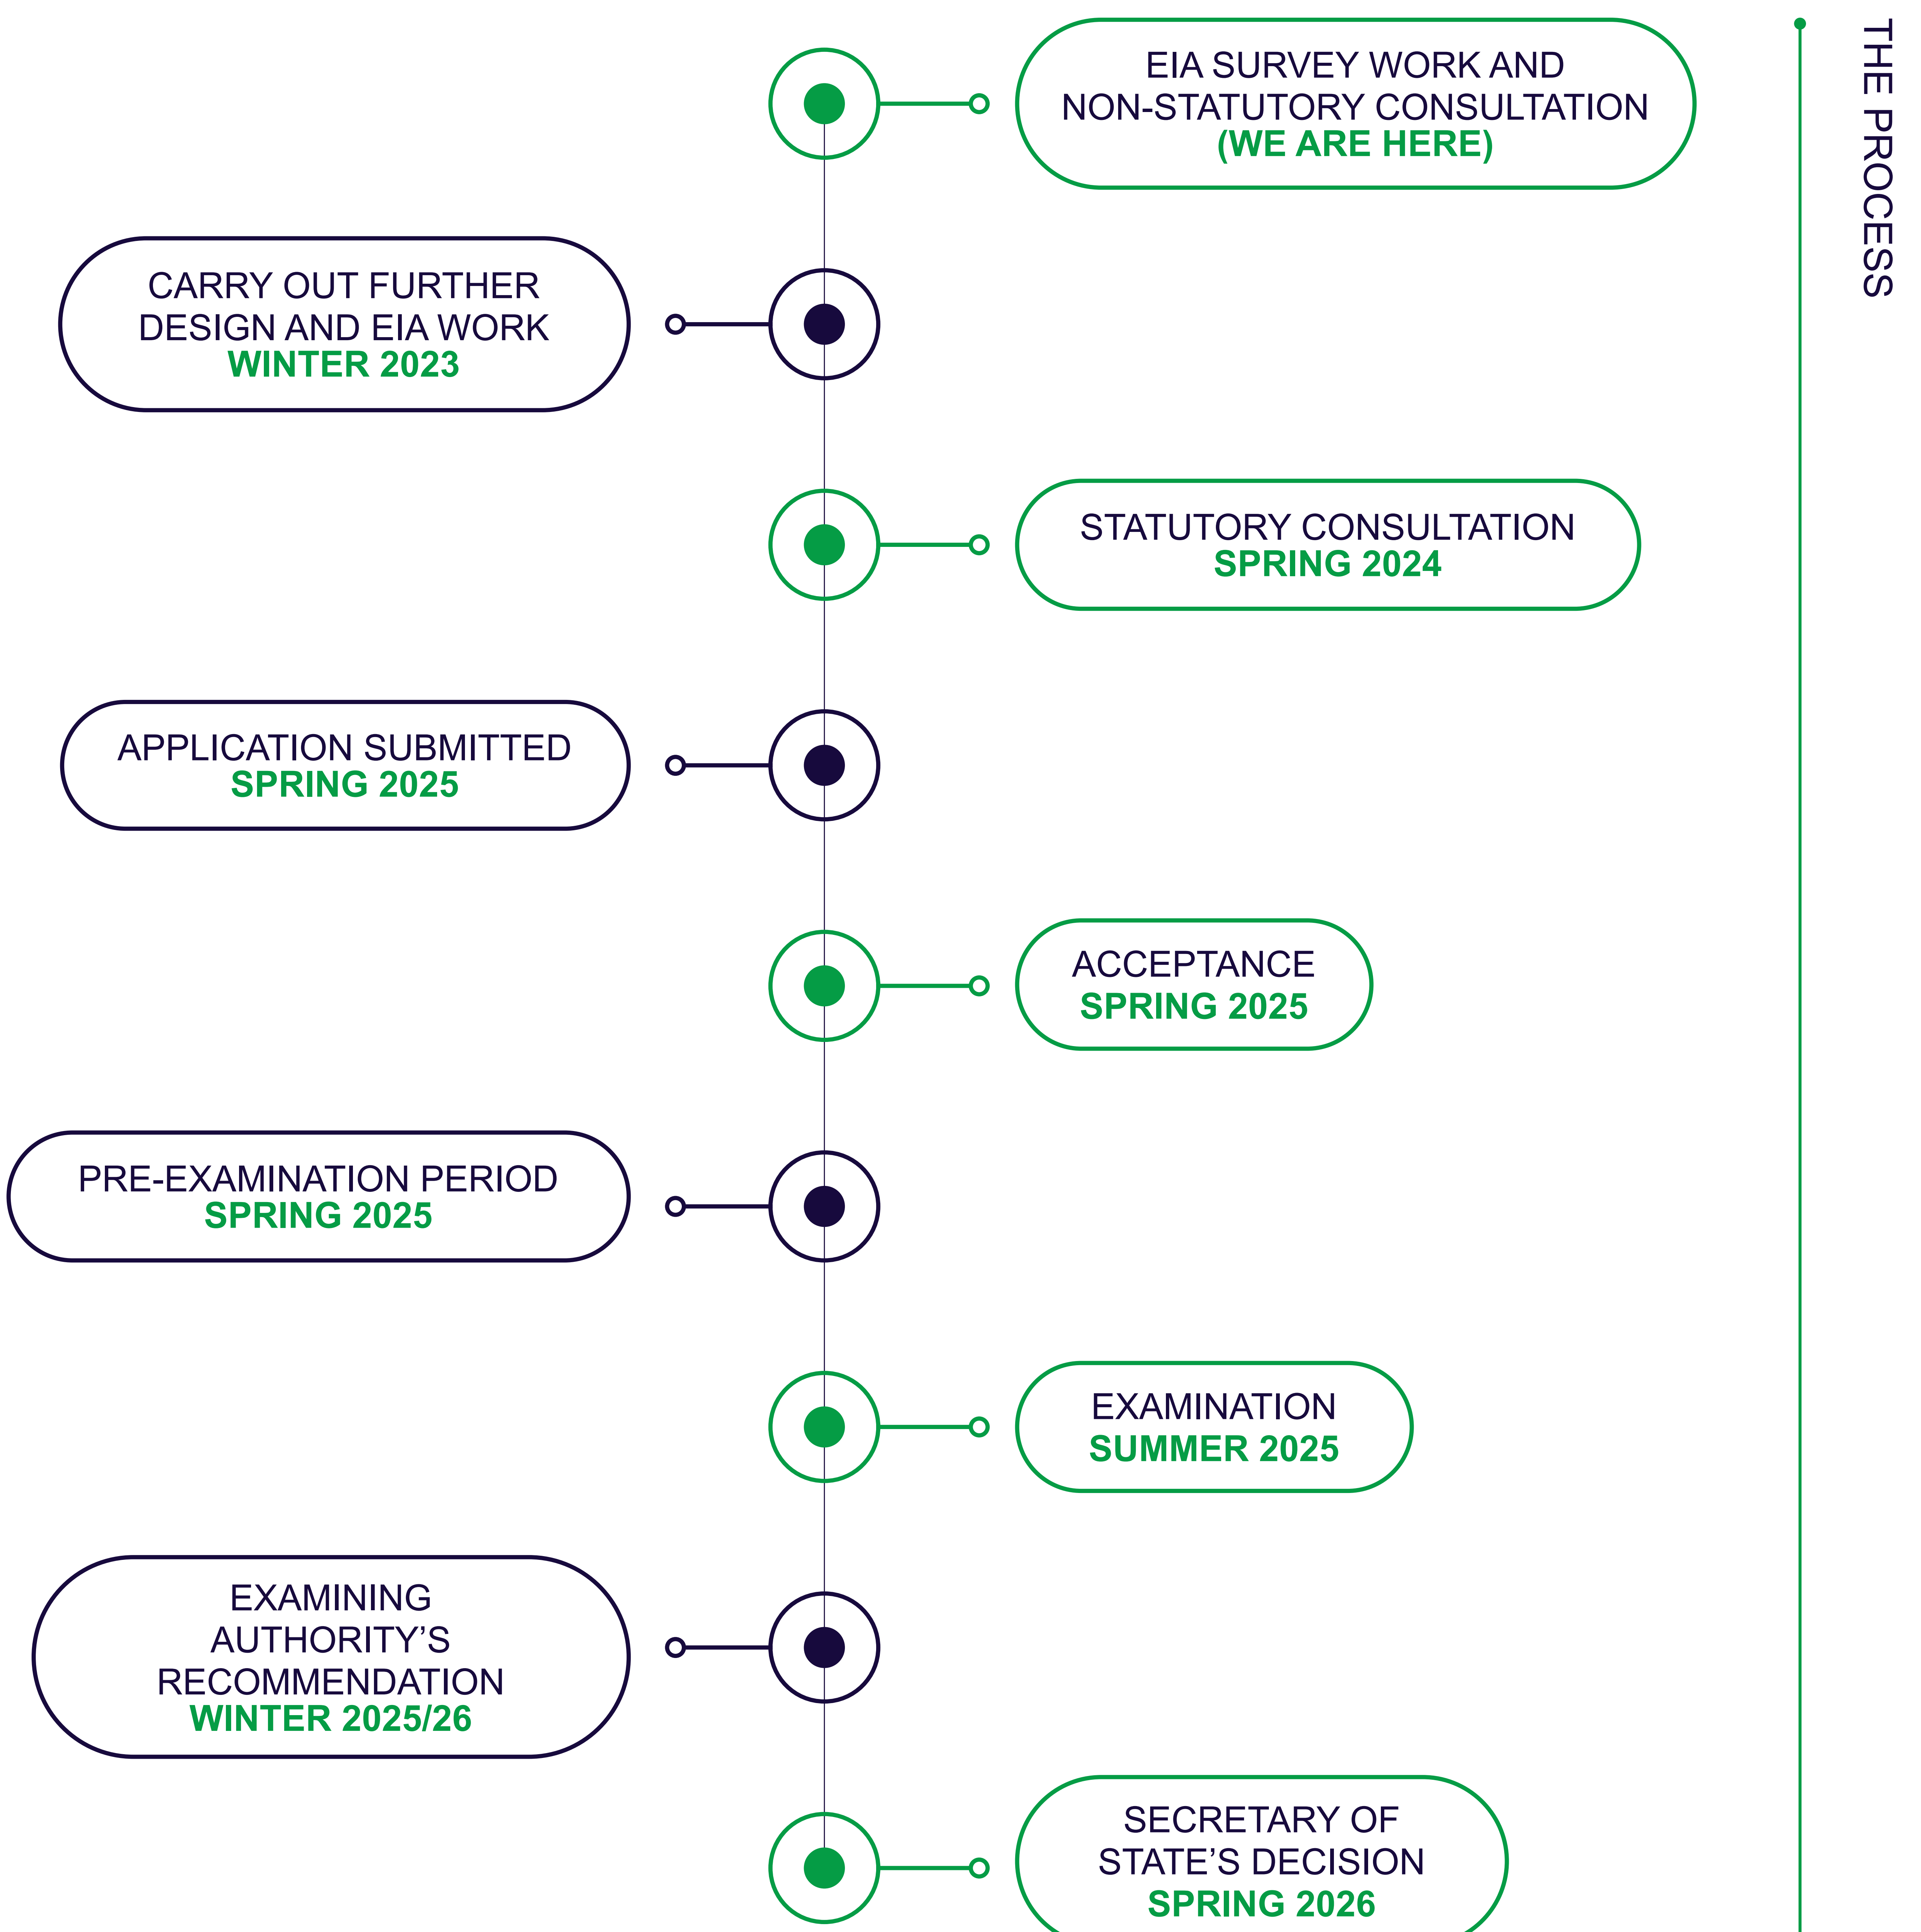 THE PROCESS
EIA SURVEY WORK AND
NON-STATUTORY CONSULTATION
(WE ARE HERE)
CARRY OUT FURTHER
DESIGN AND EIA WORK
WINTER 2023
STATUTORY CONSULTATION
SPRING 2024
APPLICATION SUBMITTED
SPRING 2025
ACCEPTANCE
SPRING 2025
PRE-EXAMINATION PERIOD
SPRING 2025
EXAMINATION
SUMMER 2025
EXAMINING
AUTHORITY’S
RECOMMENDATION
WINTER 2025/26
SECRETARY OF
STATE’S DECISION
SPRING 2026